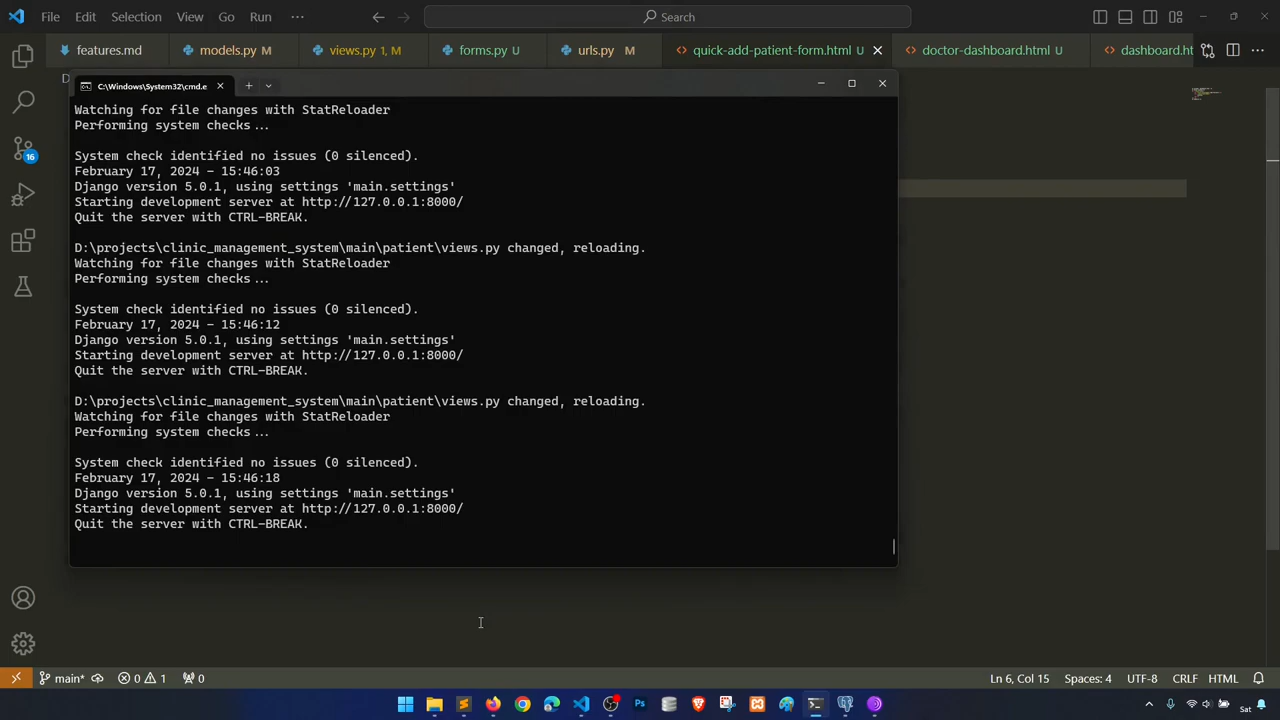 File Edit Selection View Go Run ···
Search
features.md models.py M views.py 1, M forms.py U urls.py M quick-add-patient-form.html U doctor-dashboard.html U dashboard.ht
D
C:\Windows\System32\cmd.e
Watching for file changes with StatReloader
Performing system checks...
System check identified no issues (0 silenced).
February 17, 2024 - 15:46:03
Django version 5.0.1, using settings 'main.settings'
Starting development server at http://127.0.0.1:8000/
Quit the server with CTRL-BREAK.
D:\projects\clinic_management_system\main\patient\views.py changed, reloading.
Watching for file changes with StatReloader
Performing system checks...
System check identified no issues (0 silenced).
February 17, 2024 - 15:46:12
Django version 5.0.1, using settings 'main.settings'
Starting development server at http://127.0.0.1:8000/
Quit the server with CTRL-BREAK.
D:\projects\clinic_management_system\main\patient\views.py changed, reloading.
Watching for file changes with StatReloader
Performing system checks...
System check identified no issues (0 silenced).
February 17, 2024 - 15:46:18
Django version 5.0.1, using settings 'main.settings'
Starting development server at http://127.0.0.1:8000/
Quit the server with CTRL-BREAK.
16
main* 0 1 0 Ln 6, Col 15 Spaces: 4 UTF-8 CRLF HTML
Ps Sat